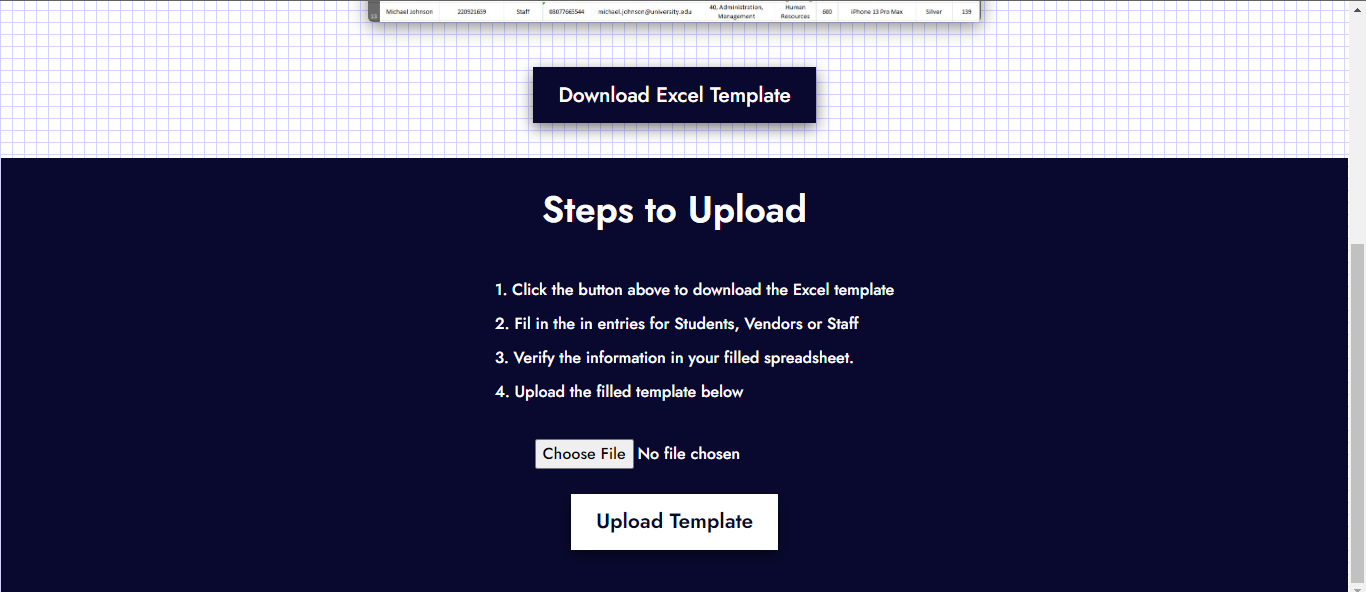 40, Administration, Human
13 Michael Johnson 220921659 Staff 08077665544 michael.johnson@university.edu 600 iPhone 13 Pro Max Silver 139
Management Resources
Download Excel Template
Steps to Upload
1. Click the button above to download the Excel template
2. Fil in the in entries for Students, Vendors or Staff
3. Verify the information in your filled spreadsheet.
4. Upload the filled template below
Choose File No file chosen
Upload Template